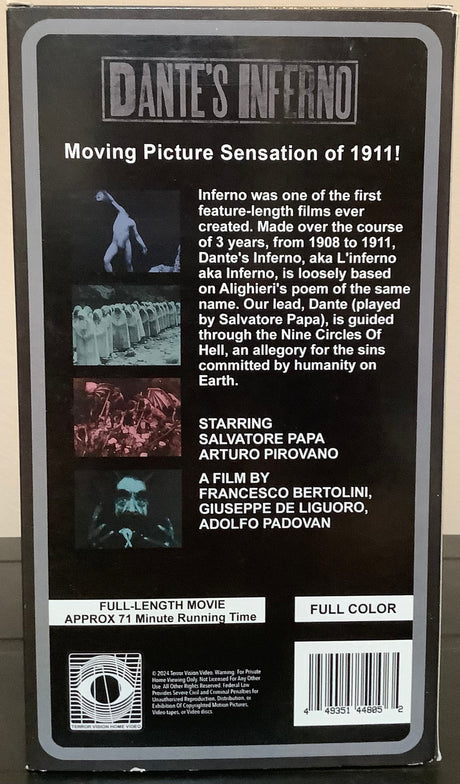 DANTE'S INFERNO
Moving Picture Sensation of 1911!
Inferno was one of the first
feature-length films ever
created. Made over the course
of 3 years, from 1908 to 1911,
Dante's Inferno, aka L'inferno
aka Inferno, is loosely based
on Alighieri's poem of the same
name. Our lead, Dante (played
by Salvatore Papa), is guided
through the Nine Circles Of
Hell, an allegory for the sins
committed by humanity on
Earth.
STARRING
SALVATORE PAPA
ARTURO PIROVANO
A FILM BY
FRANCESCO BERTOLINI,
GIUSEPPE DE LIGUORO,
ADOLFO PADOVAN
FULL-LENGTH MOVIE
APPROX 71 Minute Running Time
FULL COLOR
TERROR VISION HOME VIDEO
© 2024 Terror Vision Video. Warning: For Private
Home Viewing Only. Not Licensed For Any Other
Use. All Other Rights Reserved. Federal Law
Provides Severe Civil and Criminal Penalties for
Unauthorized Reproduction, Distribution, or
Exhibition Of Copyrighted Motion Pictures,
Video tapes, or Video discs.
4 49351 44805 2